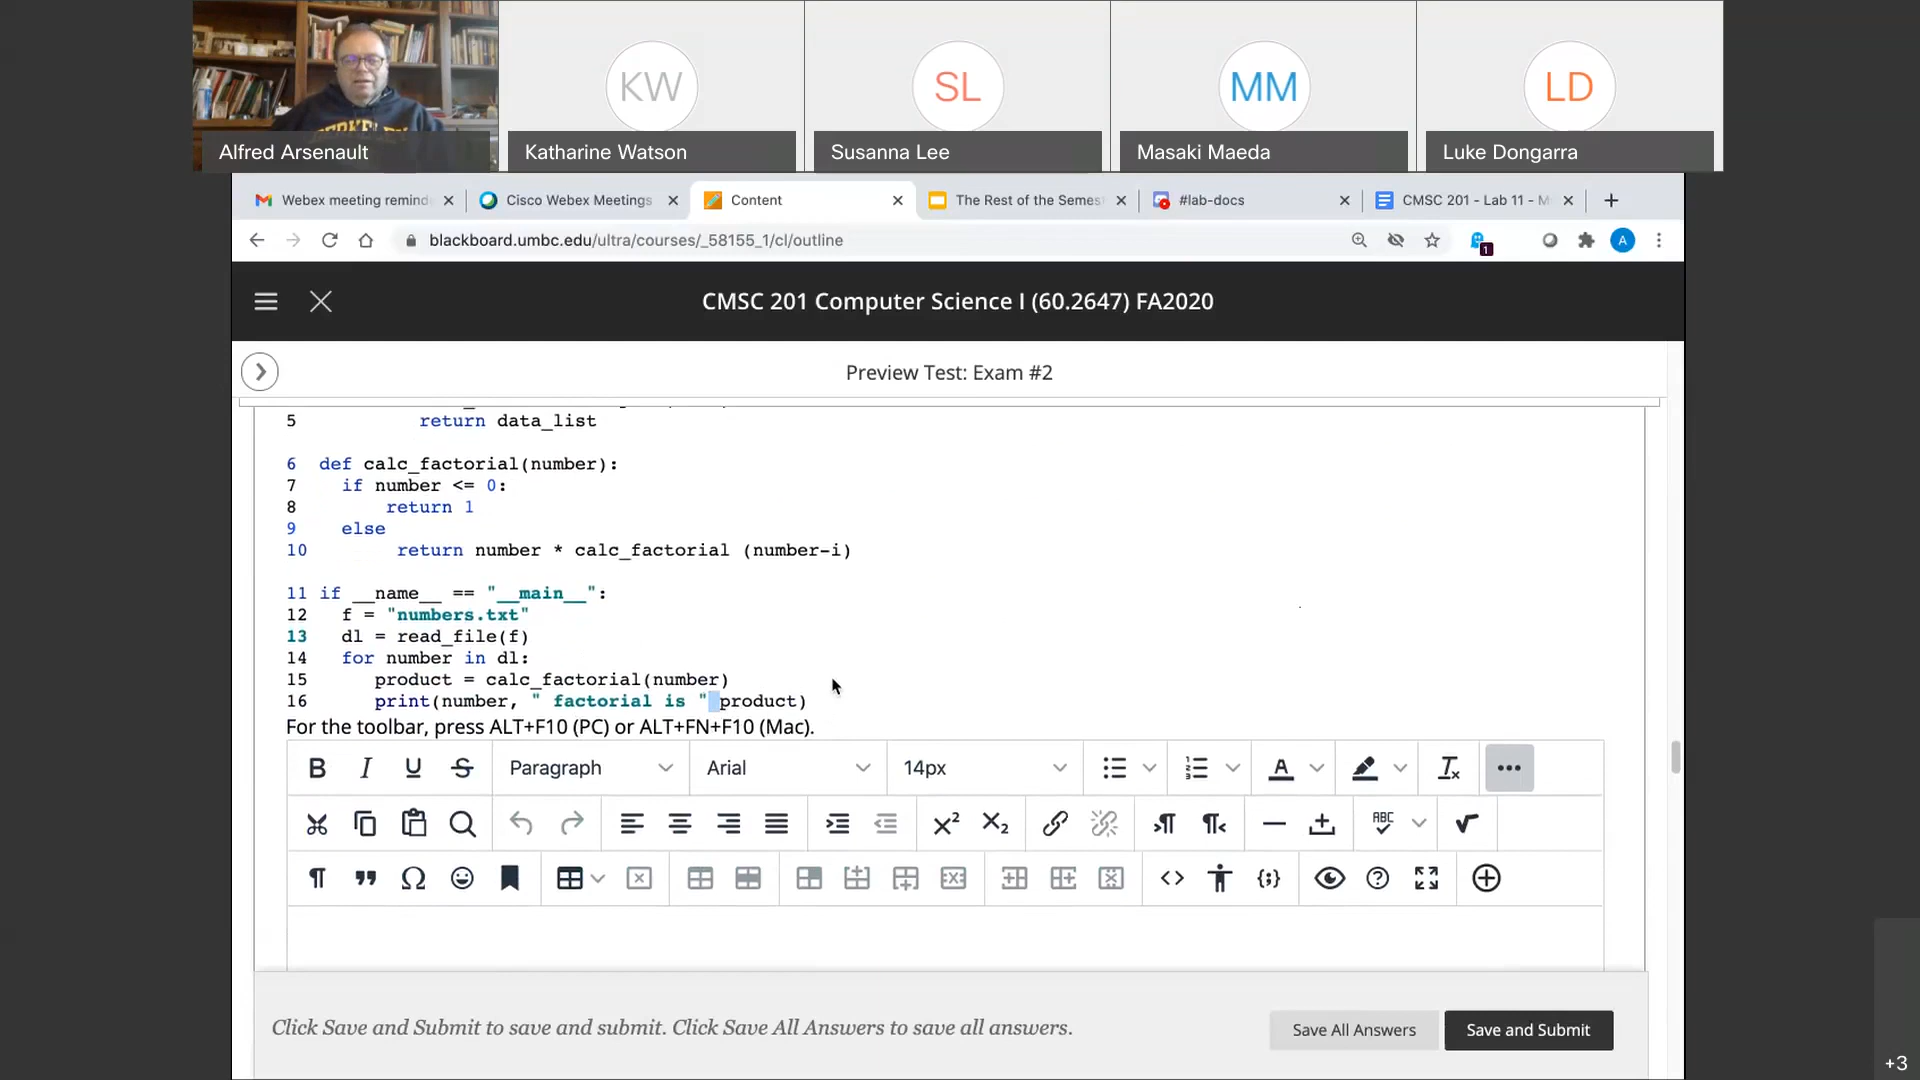 KW
SL
MM
LD
Alfred Arsenault
Katharine Watson
Susanna Lee
Masaki Maeda
Luke Dongarra
Webex meeting remind
Cisco Webex Meetings
Content
The Rest of the Semes
#lab-docs
CMSC 201 - Lab 11 - M
blackboard.umbc.edu/ultra/courses/_58155_1/cl/outline
1
A
CMSC 201 Computer Science I (60.2647) FA2020
Preview Test: Exam #2
5 return data_list
6 def calc_factorial(number):
7 if number <= 0:
8 return 1
9 else
10 return number * calc_factorial (number-i)
11 if __name__ == "__main__":
12 f = "numbers.txt"
13 dl = read_file(f)
14 for number in dl:
15 product = calc_factorial(number)
16 print(number, " factorial is " product)
For the toolbar, press ALT+F10 (PC) or ALT+FN+F10 (Mac).
Paragraph
Arial
14px
Click Save and Submit to save and submit. Click Save All Answers to save all answers.
Save All Answers
Save and Submit
+3